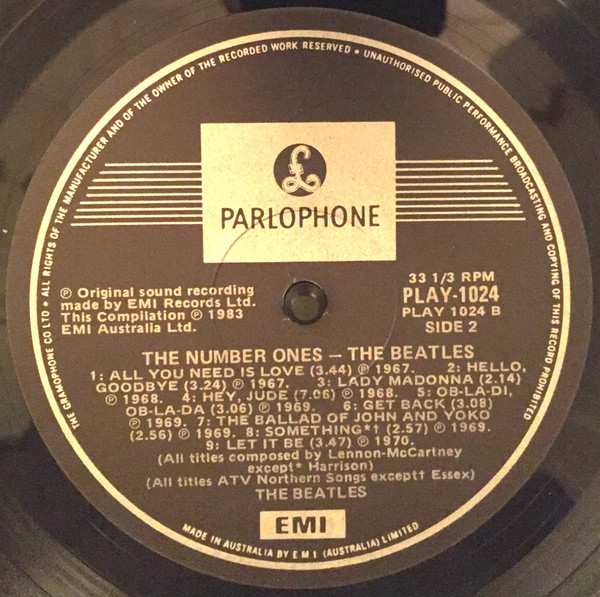 THE GRAMOPHONE CO LTD • ALL RIGHTS OF THE MANUFACTURER AND OF THE OWNER OF THE RECORDED WORK RESERVED • UNAUTHORISED PUBLIC PERFORMANCE BROADCASTING AND COPYING OF THIS RECORD PROHIBITED
£
PARLOPHONE
℗ Original sound recording
made by EMI Records Ltd.
This Compilation ℗ 1983
EMI Australia Ltd.
33 1/3 RPM
PLAY-1024
PLAY 1024 B
SIDE 2
THE NUMBER ONES – THE BEATLES
1: ALL YOU NEED IS LOVE (3.44) ℗ 1967. 2: HELLO,
GOODBYE (3.24) ℗ 1967. 3: LADY MADONNA (2.14)
℗ 1968. 4: HEY, JUDE (7.06) ℗ 1968. 5: OB-LA-DI,
OB-LA-DA (3.06) ℗ 1969. 6: GET BACK (3.08)
℗ 1969. 7: THE BALLAD OF JOHN AND YOKO
(2.56) ℗ 1969. 8: SOMETHING*† (2.57) ℗ 1969.
9: LET IT BE (3.47) ℗ 1970.
(All titles composed by Lennon-McCartney
except* Harrison)
(All titles ATV Northern Songs except† Essex)
THE BEATLES
EMI
MADE IN AUSTRALIA BY E M I (AUSTRALIA) LIMITED